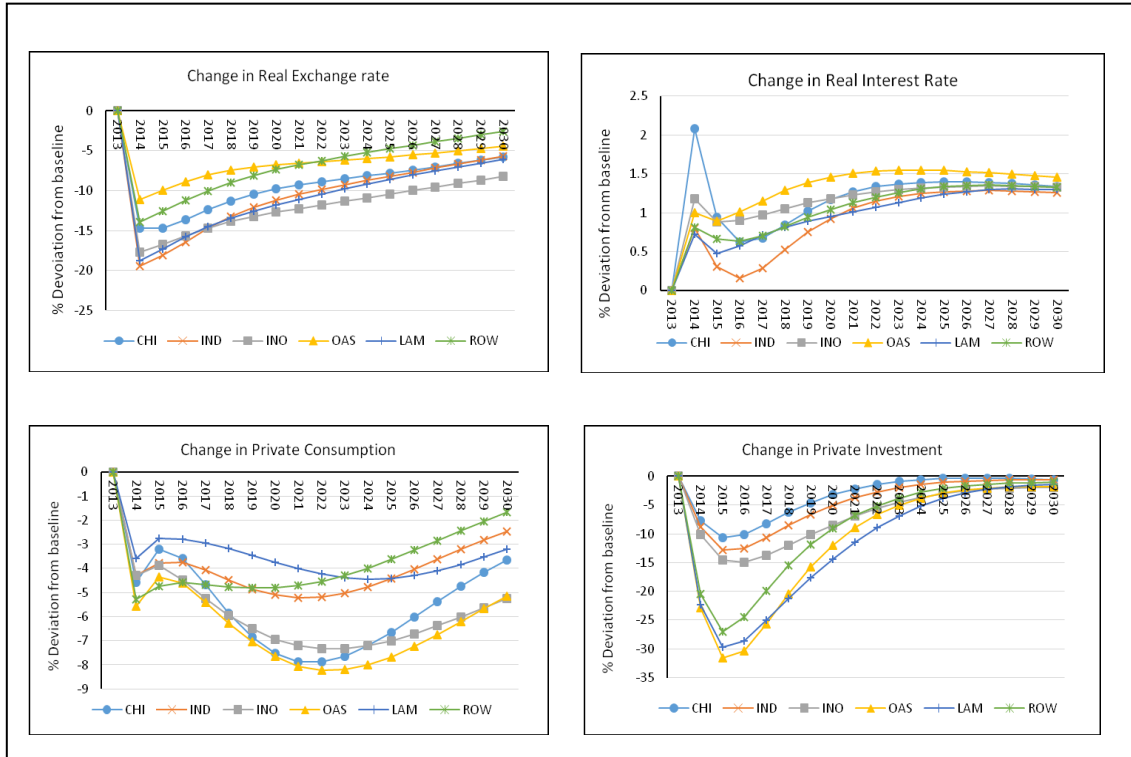 Change in Real Exchange rate
% Devoiation from baseline
0
-5
-10
-15
-20
-25
2013 2014 2015 2016 2017 2018 2019 2020 2021 2022 2023 2024 2025 2026 2027 2028 2029 2030
CHI IND INO OAS LAM ROW
Change in Real Interest Rate
% Deviation from baseline
2.5
2
1.5
1
0.5
0
2013 2014 2015 2016 2017 2018 2019 2020 2021 2022 2023 2024 2025 2026 2027 2028 2029 2030
CHI IND INO OAS LAM ROW
Change in Private Consumption
% Deviation from baseline
0
-1
-2
-3
-4
-5
-6
-7
-8
-9
2013 2014 2015 2016 2017 2018 2019 2020 2021 2022 2023 2024 2025 2026 2027 2028 2029 2030
CHI IND INO OAS LAM ROW
Change in Private Investment
% Deviation from baseline
0
-5
-10
-15
-20
-25
-30
-35
2013 2014 2015 2016 2017 2018 2019 2020 2021 2022 2023 2024 2025 2026 2027 2028 2029 2030
CHI IND INO OAS LAM ROW